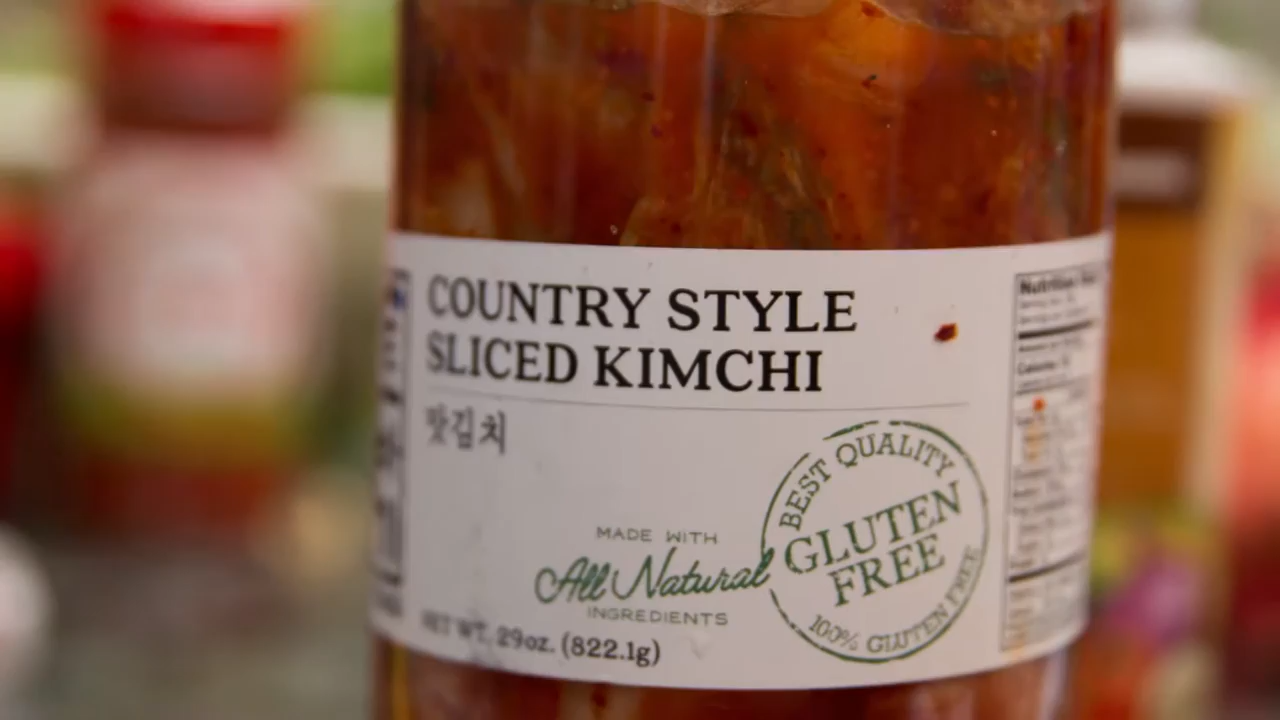 COUNTRY STYLE
SLICED KIMCHI
맛김치
MADE WITH
All Natural
INGREDIENTS
NET WT. 29oz. (822.1g)
BEST QUALITY
GLUTEN
FREE
100% GLUTEN FREE
Nutrition